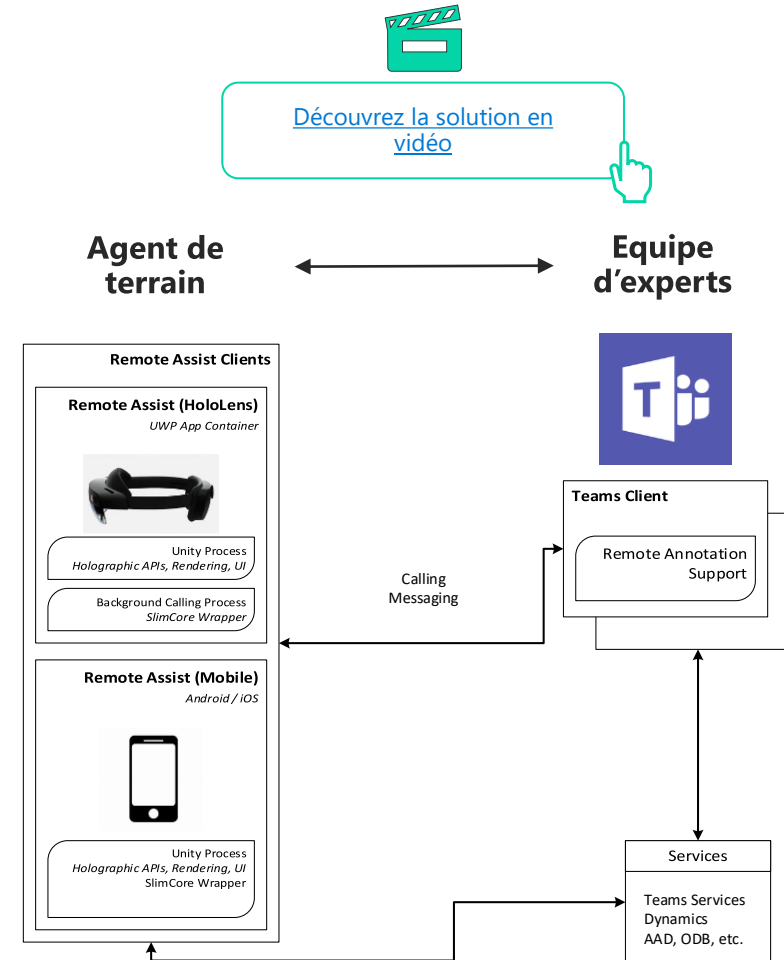 Découvrez la solution en
vidéo
Agent de
terrain
Equipe
d’experts
Remote Assist Clients
Remote Assist (HoloLens)
UWP App Container
Unity Process
Holographic APIs, Rendering, UI
Background Calling Process
SlimCore Wrapper
Remote Assist (Mobile)
Android / iOS
Unity Process
Holographic APIs, Rendering, UI
SlimCore Wrapper
Calling
Messaging
T
Teams Client
Remote Annotation
Support
Services
Teams Services
Dynamics
AAD, ODB, etc.